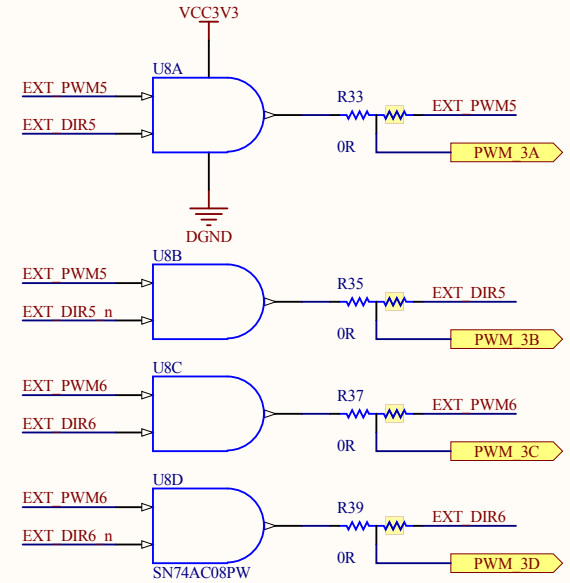 VCC3V3
U8A
EXT_PWM5
R33
EXT_PWM5
EXT_DIR5
0R
PWM_3A
DGND
U8B
EXT_PWM5
R35
EXT_DIR5
EXT_DIR5_n
0R
PWM_3B
U8C
EXT_PWM6
R37
EXT_PWM6
EXT_DIR6
0R
PWM_3C
U8D
EXT_PWM6
R39
EXT_DIR6
EXT_DIR6_n
0R
PWM_3D
SN74AC08PW